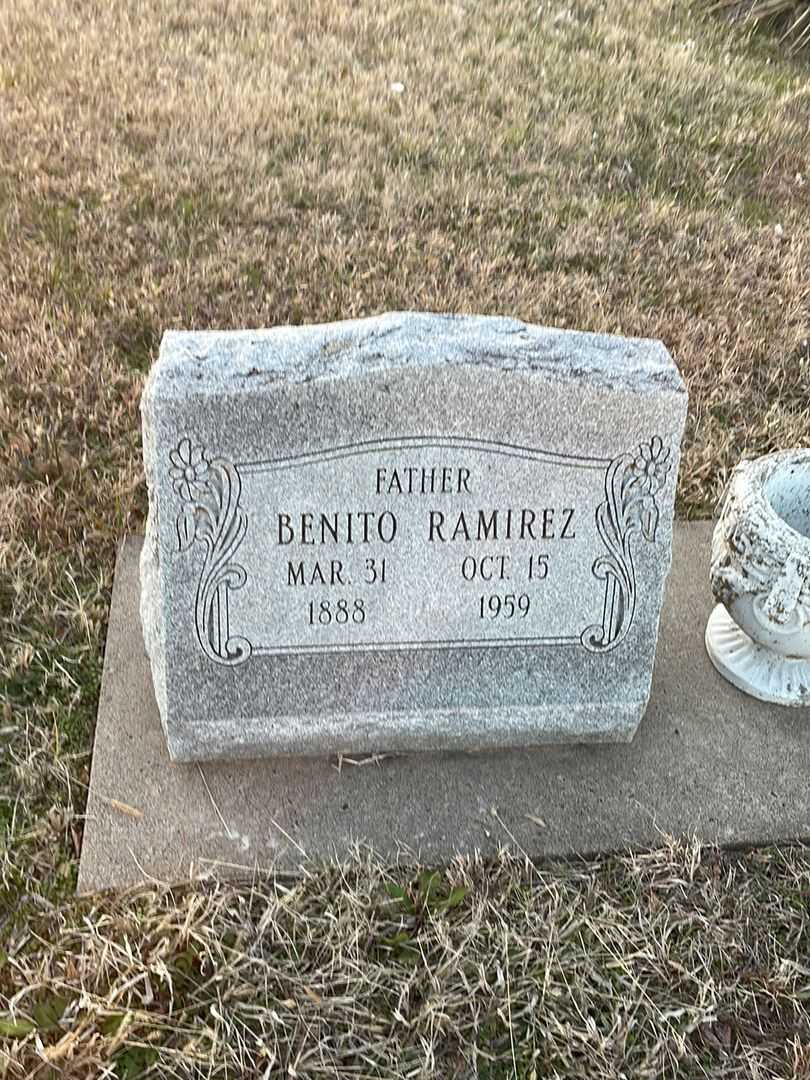 FATHER
BENITO RAMIREZ
MAR. 31 OCT. 15
1888 1959